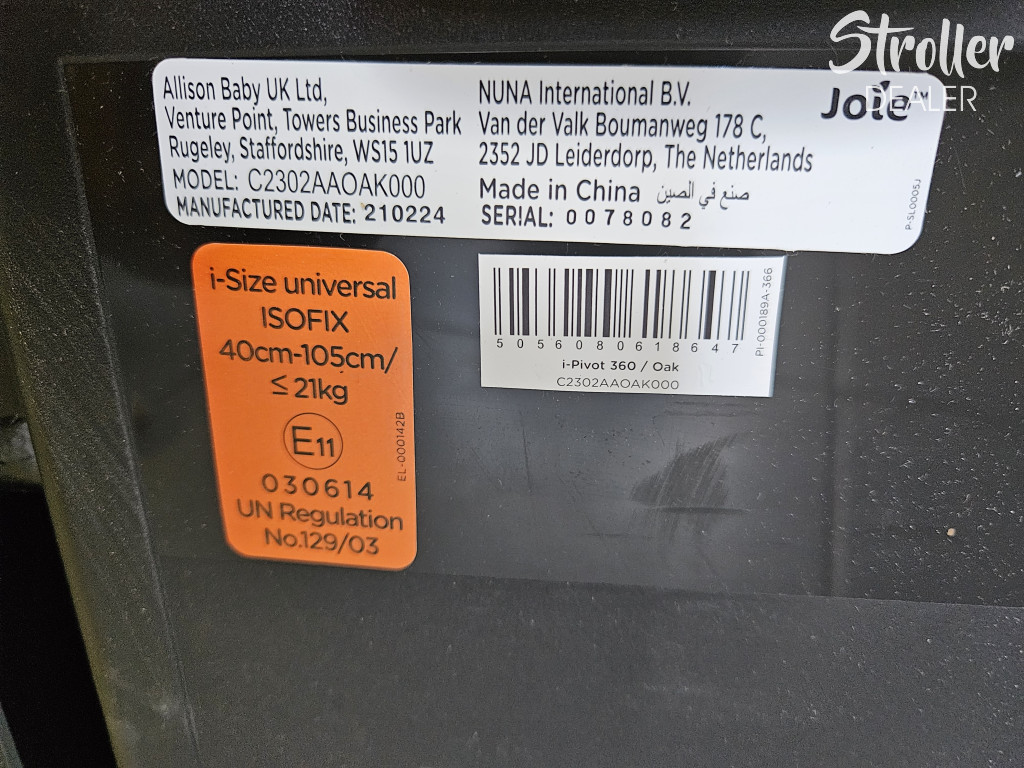 Stroller
DEALER
Allison Baby UK Ltd,
Venture Point, Towers Business Park
Rugeley, Staffordshire, WS15 1UZ
MODEL: C2302AAOAK000
MANUFACTURED DATE: 210224
NUNA International B.V.
Van der Valk Boumanweg 178 C,
2352 JD Leiderdorp, The Netherlands
Made in China صنع في الصين
SERIAL: 0078082
Joie
P-SL0005J
i-Size universal
ISOFIX
40cm-105cm/
≤21kg
E11
030614
UN Regulation
No.129/03
EL-000142B
5056080618647
i-Pivot 360 / Oak
C2302AAOAK000
PI-000189A-366